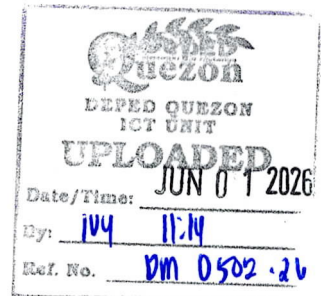 DEPED
Quezon
DEPED QUEZON
ICT UNIT
UPLOADED
Date/Time: JUN 0 1 2026
By: ivy 11:14
Ref. No. DM 0502.26